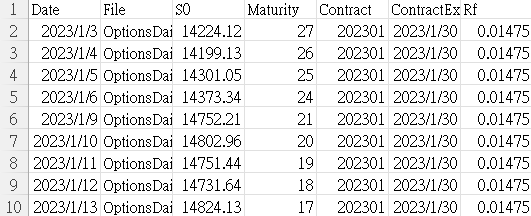 1 Date File S0 Maturity Contract ContractEx Rf
2 2023/1/3 OptionsDai 14224.12 27 202301 2023/1/30 0.01475
3 2023/1/4 OptionsDai 14199.13 26 202301 2023/1/30 0.01475
4 2023/1/5 OptionsDai 14301.05 25 202301 2023/1/30 0.01475
5 2023/1/6 OptionsDai 14373.34 24 202301 2023/1/30 0.01475
6 2023/1/9 OptionsDai 14752.21 21 202301 2023/1/30 0.01475
7 2023/1/10 OptionsDai 14802.96 20 202301 2023/1/30 0.01475
8 2023/1/11 OptionsDai 14751.44 19 202301 2023/1/30 0.01475
9 2023/1/12 OptionsDai 14731.64 18 202301 2023/1/30 0.01475
10 2023/1/13 OptionsDai 14824.13 17 202301 2023/1/30 0.01475